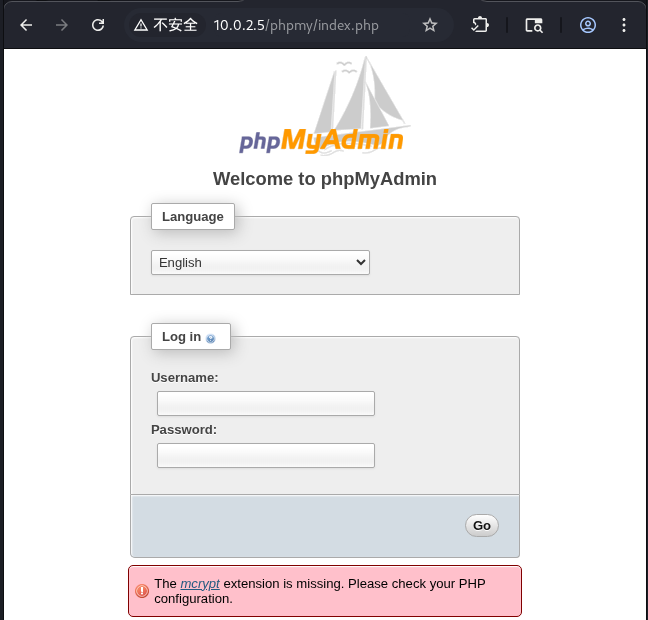 不安全 10.0.2.5/phpmy/index.php
phpMyAdmin
Welcome to phpMyAdmin
Language
English
Log in
Username:
Password:
Go
The mcrypt extension is missing. Please check your PHP
configuration.